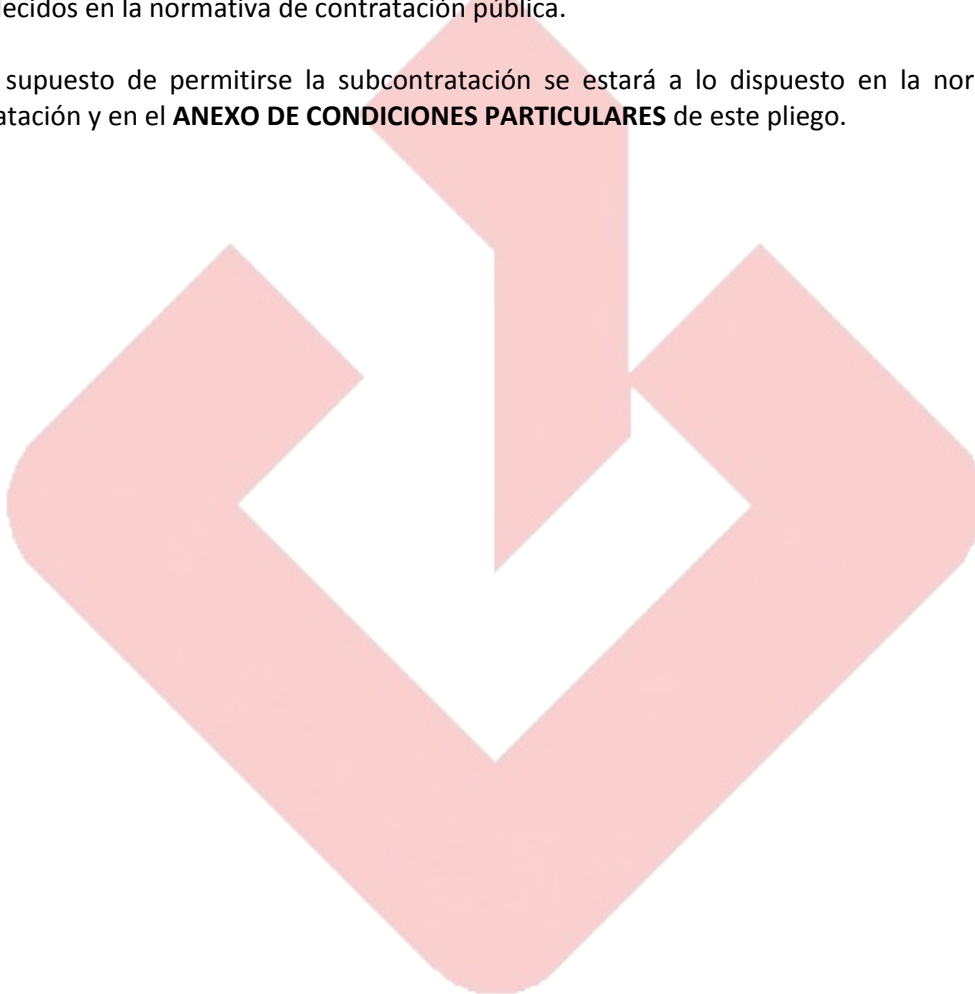 ecidos en la normativa de contratación pública.
supuesto de permitirse la subcontratación se estará a lo dispuesto en la nor
atación y en el ANEXO DE CONDICIONES PARTICULARES de este pliego.